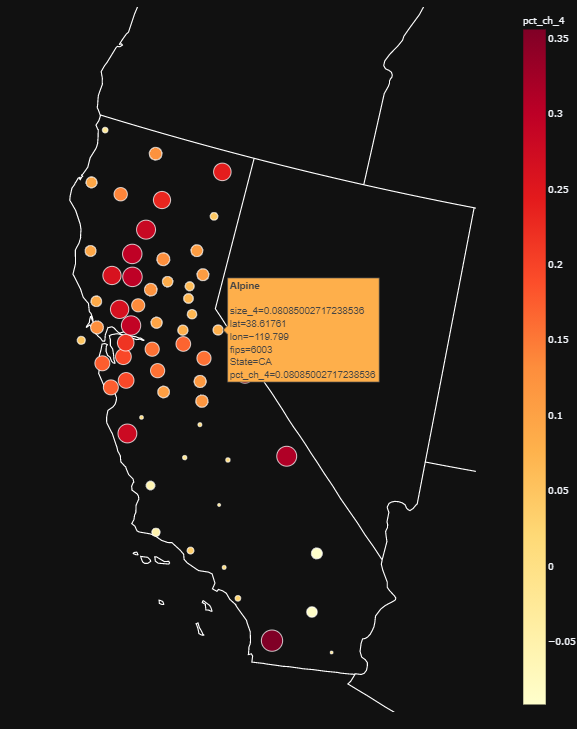 pct_ch_4
0.35
0.3
0.25
0.2
0.15
0.1
0.05
0
−0.05
Alpine
size_4=0.08085002717238536
lat=38.61761
lon=−119.799
fips=6003
State=CA
pct_ch_4=0.08085002717238536